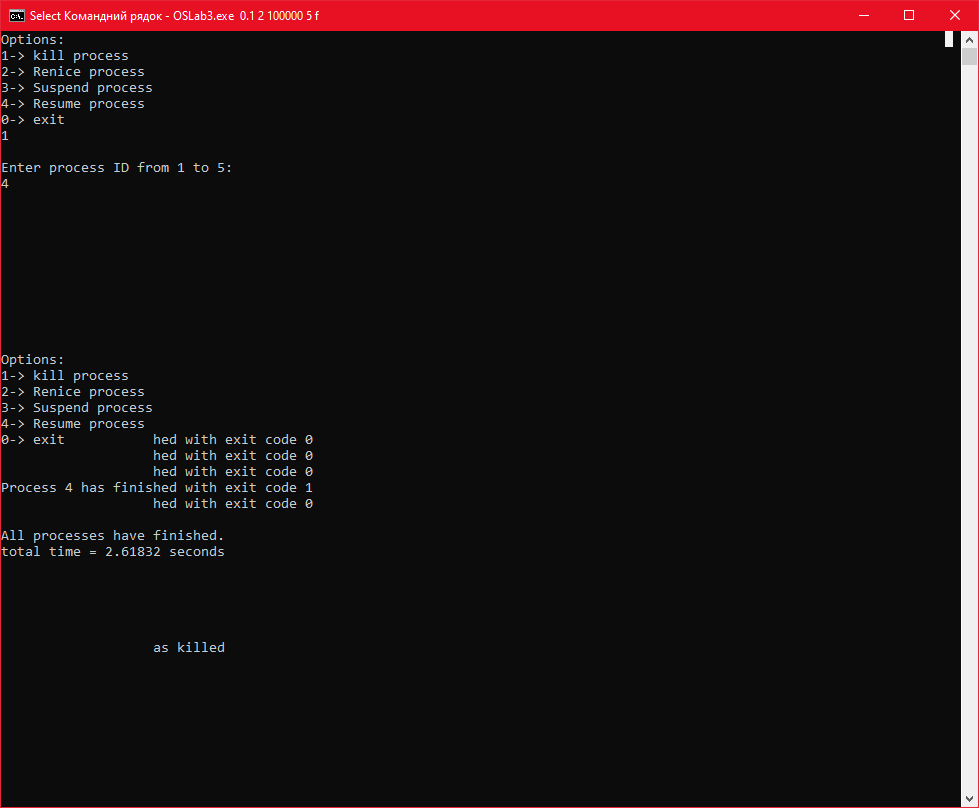 Select Командний рядок - OSLab3.exe 0.1 2 100000 5 f
Options:
1-> kill process
2-> Renice process
3-> Suspend process
4-> Resume process
0-> exit
1
Enter process ID from 1 to 5:
4
Options:
1-> kill process
2-> Renice process
3-> Suspend process
4-> Resume process
0-> exit           hed with exit code 0
hed with exit code 0
hed with exit code 0
Process 4 has finished with exit code 1
hed with exit code 0
All processes have finished.
total time = 2.61832 seconds
as killed